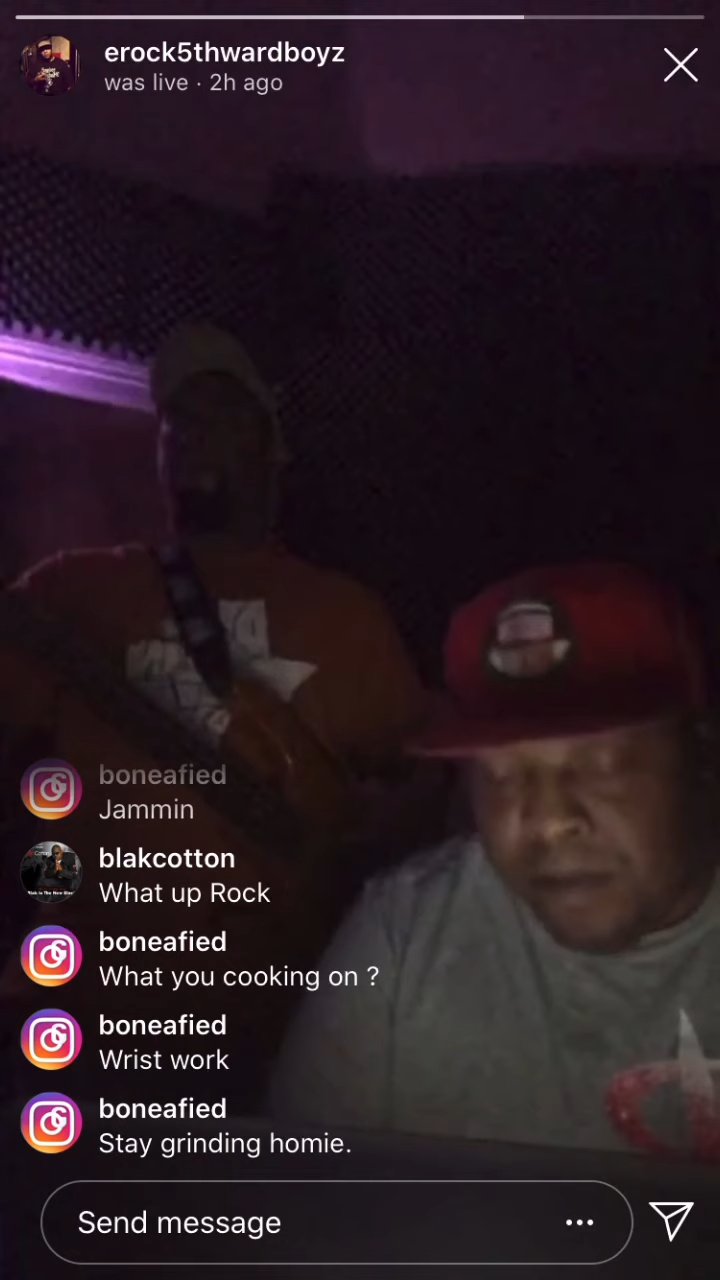 erock5thwardboyz
was live · 2h ago
boneafied
Jammin
blakcotton
What up Rock
boneafied
What you cooking on ?
boneafied
Wrist work
boneafied
Stay grinding homie.
Send message